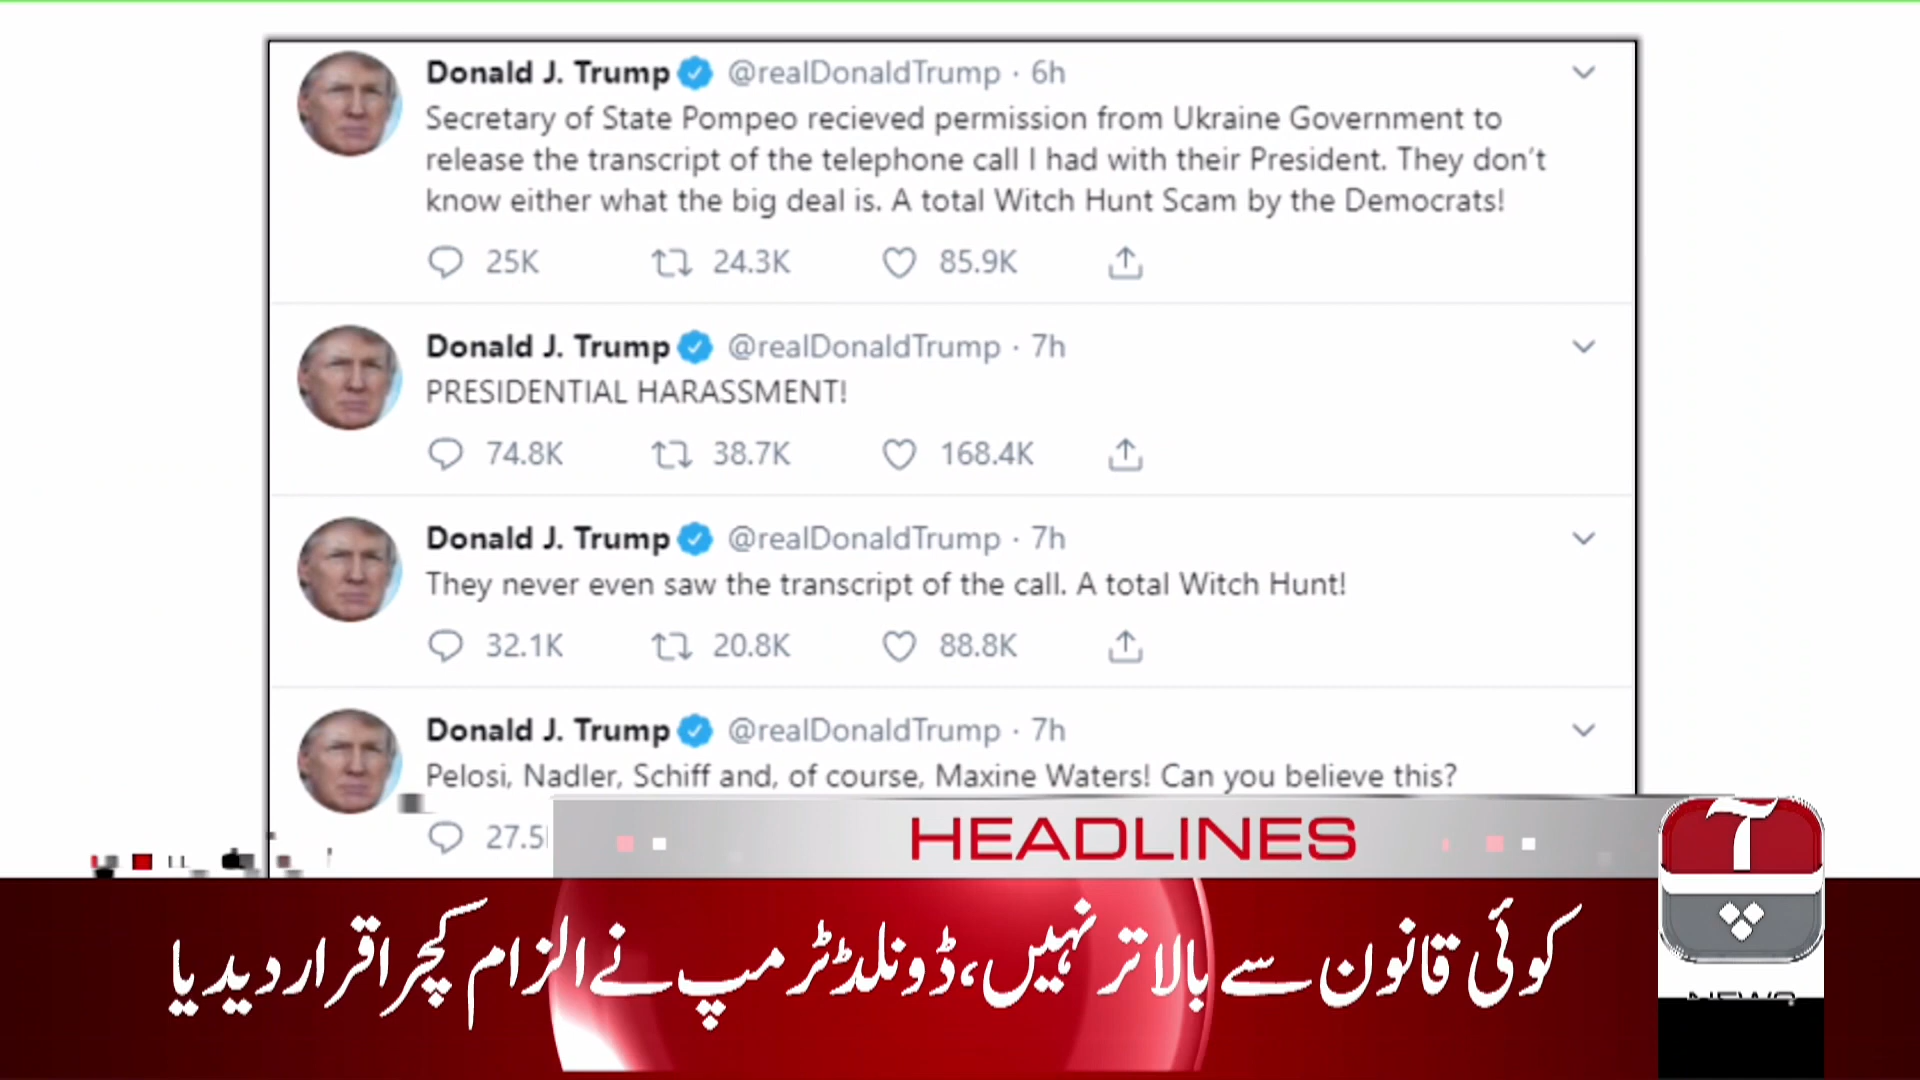 Donald J. Trump @realDonaldTrump · 6h
Secretary of State Pompeo recieved permission from Ukraine Government to
release the transcript of the telephone call I had with their President. They don't
know either what the big deal is. A total Witch Hunt Scam by the Democrats!
25K 24.3K 85.9K
Donald J. Trump @realDonaldTrump · 7h
PRESIDENTIAL HARASSMENT!
74.8K 38.7K 168.4K
Donald J. Trump @realDonaldTrump · 7h
They never even saw the transcript of the call. A total Witch Hunt!
32.1K 20.8K 88.8K
Donald J. Trump @realDonaldTrump · 7h
Pelosi, Nadler, Schiff and, of course, Maxine Waters! Can you believe this?
27.5
HEADLINES
آپ
NEWS
کوئی قانون سے بالاتر نہیں، ڈونلڈ ٹرمپ نے الزام کچرا قرار دیدیا